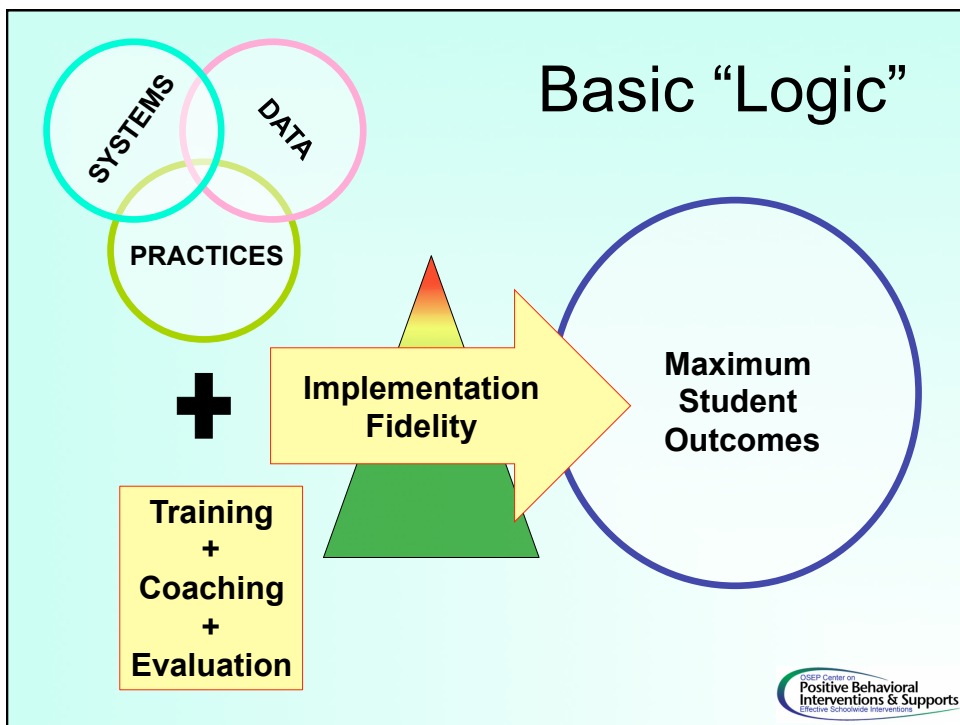 Basic “Logic”
SYSTEMS
DATA
PRACTICES
+
Training
+
Coaching
+
Evaluation
Implementation
Fidelity
Maximum
Student
Outcomes
OSEP Center on
Positive Behavioral
Interventions & Supports
Effective Schoolwide Interventions